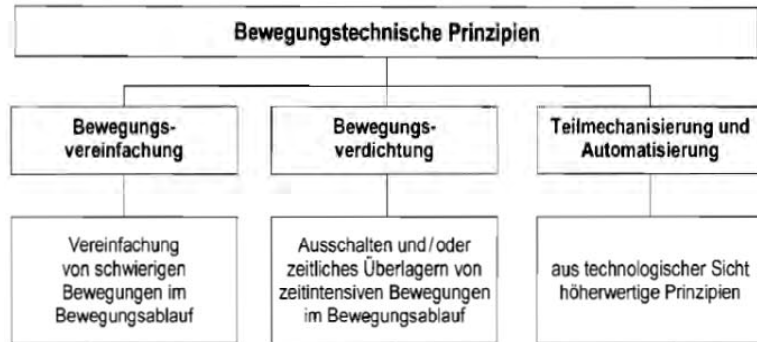 Bewegungstechnische Prinzipien
Bewegungs-
vereinfachung
Bewegungs-
verdichtung
Teilmechanisierung und
Automatisierung
Vereinfachung
von schwierigen
Bewegungen im
Bewegungsablauf
Ausschalten und/oder
zeitliches Überlagern von
zeitintensiven Bewegungen
im Bewegungsablauf
aus technologischer Sicht
höherwertige Prinzipien